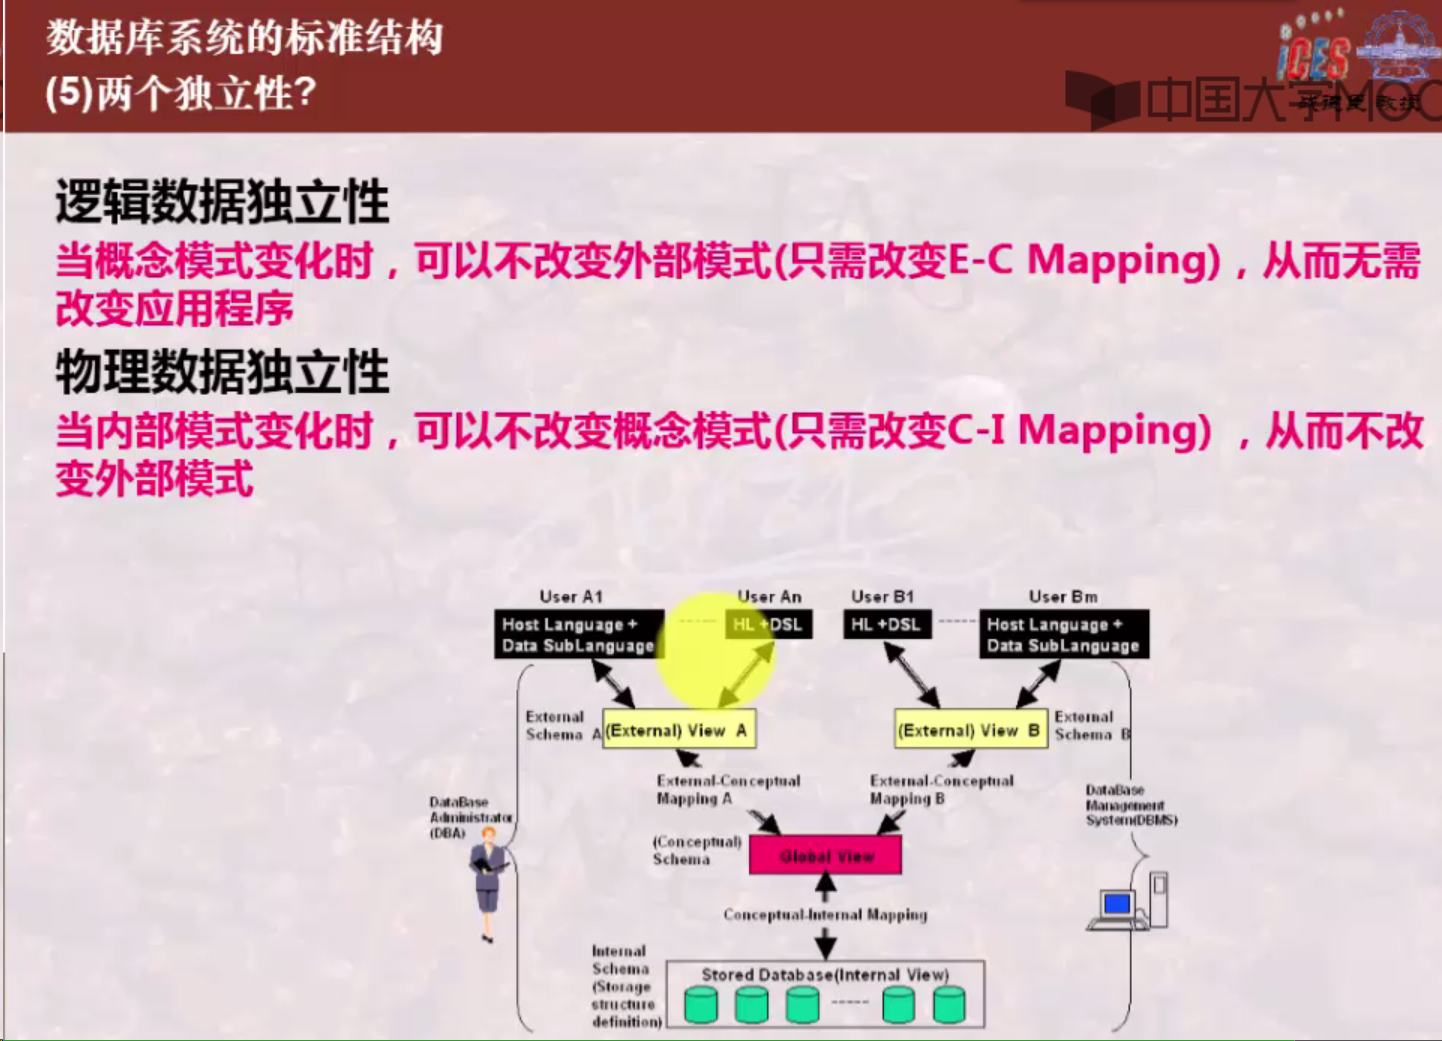 数据库系统的标准结构
(5)两个独立性?
iCES
中国大学MOO
战德臣 教授
逻辑数据独立性
当概念模式变化时，可以不改变外部模式(只需改变E-C Mapping)，从而无需
改变应用程序
物理数据独立性
当内部模式变化时，可以不改变概念模式(只需改变C-I Mapping) ，从而不改
变外部模式
User A1
User An
User B1
User Bm
Host Language +
Data SubLanguage
HL +DSL
HL +DSL
Host Language +
Data SubLanguage
External
Schema A
(External) View A
(External) View B
External
Schema B
External-Conceptual
Mapping A
External-Conceptual
Mapping B
DataBase
Administrator
(DBA)
DataBase
Management
System(DBMS)
(Conceptual)
Schema
Global View
Conceptual-Internal Mapping
Internal
Schema
(Storage
structure
definition)
Stored Database(Internal View)